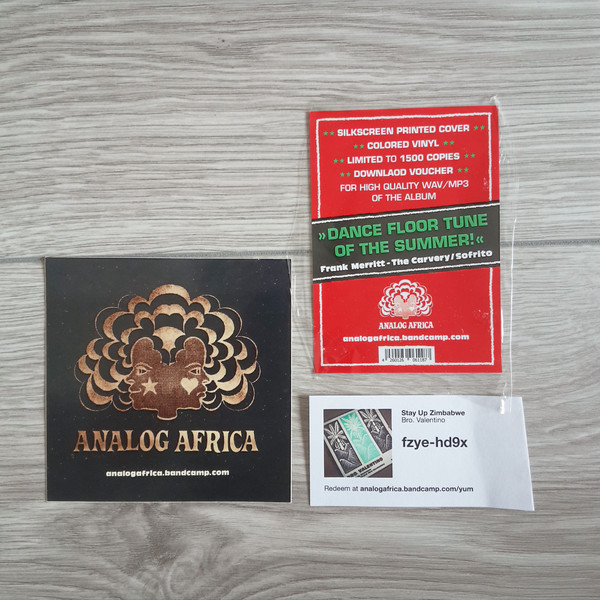 ★★ SILKSCREEN PRINTED COVER ★★
★★ COLORED VINYL ★★
★★ LIMITED TO 1500 COPIES ★★
★★ DOWNLAOD VOUCHER ★★
FOR HIGH QUALITY WAV/MP3
OF THE ALBUM
»DANCE FLOOR TUNE
OF THE SUMMER!«
Frank Merritt - The Carvery / Sofrito
ANALOG AFRICA
analogafrica.bandcamp.com
ANALOG AFRICA
analogafrica.bandcamp.com
Stay Up Zimbabwe
Bro. Valentino
fzye-hd9x
VALENTINO
Redeem at analogafrica.bandcamp.com/yum